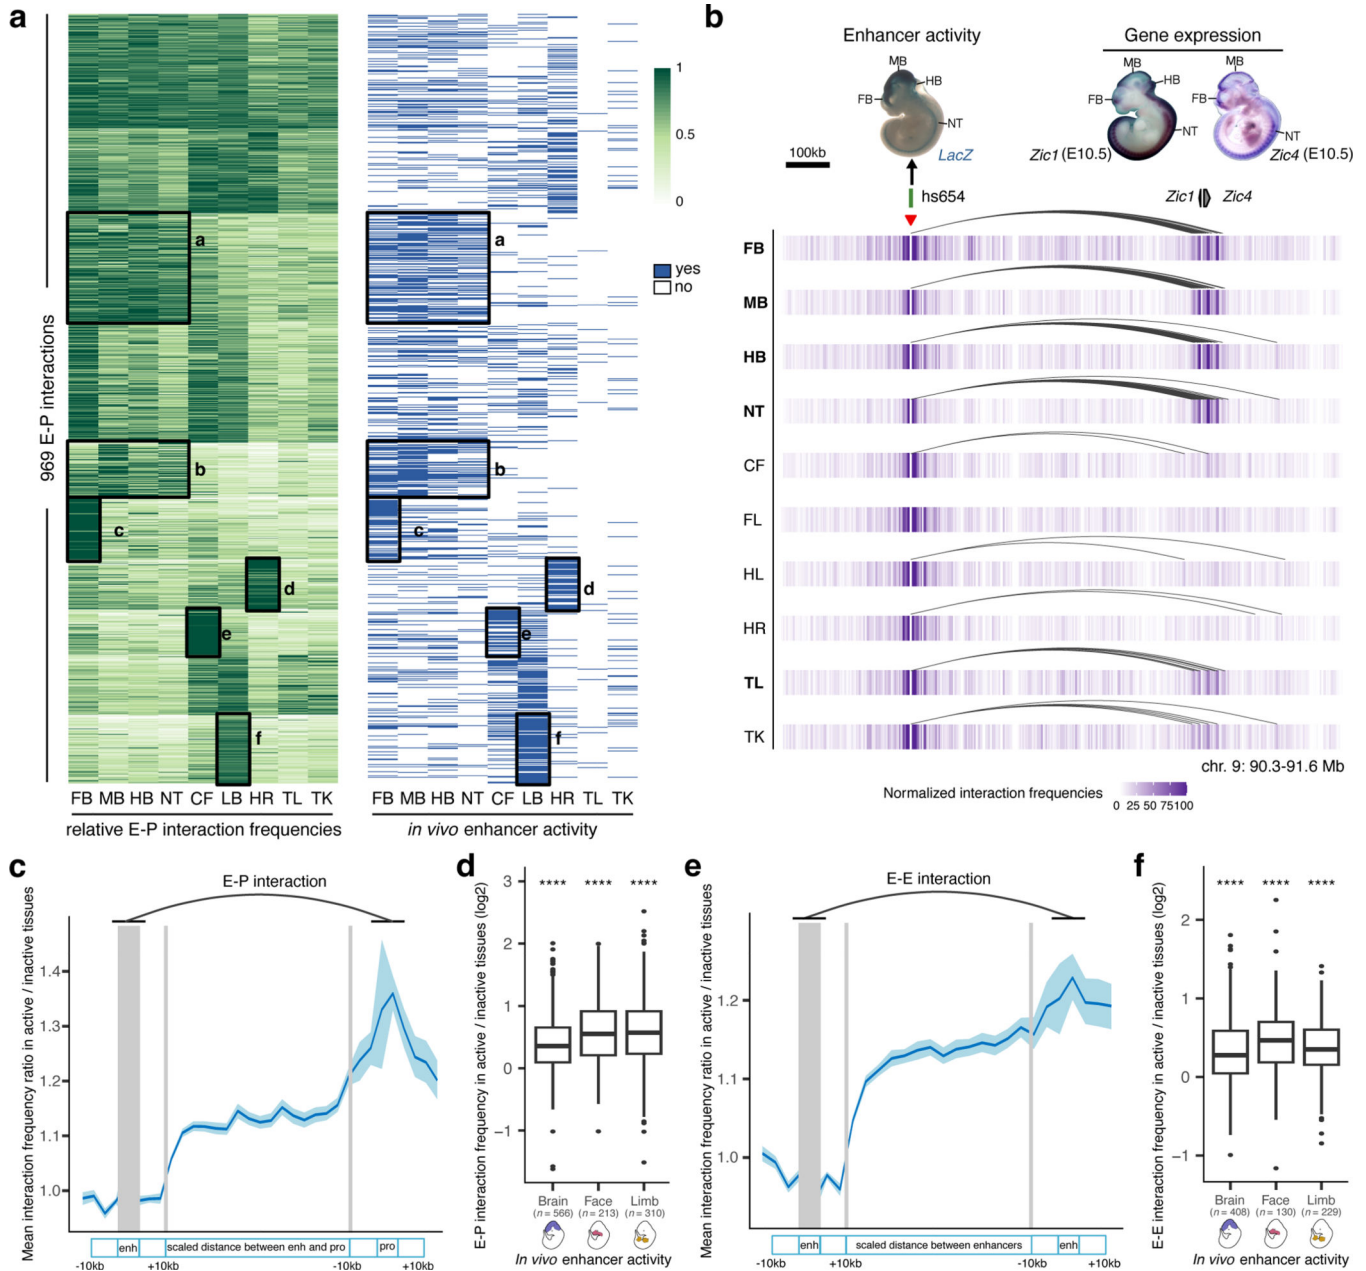 a
969 E-P interactions
a
b
c
d
e
f
FB MB HB NT CF LB HR TL TK
relative E-P interaction frequencies
1
0.5
0
a
b
c
d
e
f
FB MB HB NT CF LB HR TL TK
in vivo enhancer activity
yes
no
b
Enhancer activity
MB
HB
FB
NT
LacZ
Gene expression
MB
HB
FB
NT
Zic1 (E10.5)
MB
FB
NT
Zic4 (E10.5)
100kb
hs654
Zic1
Zic4
FB
MB
HB
NT
CF
FL
HL
HR
TL
TK
chr. 9: 90.3-91.6 Mb
Normalized interaction frequencies
0 25 50 75 100
c
E-P interaction
Mean interaction frequency ratio in active / inactive tissues
1.4
1.3
1.2
1.1
1.0
enh
scaled distance between enh and pro
pro
-10kb
+10kb
-10kb
+10kb
d
E-P interaction frequency in active / inactive tissues (log2)
3
2
1
0
−1
**** **** ****
Brain Face Limb
(n = 566) (n = 213) (n = 310)
In vivo enhancer activity
e
E-E interaction
Mean interaction frequency ratio in active / inactive tissues
1.2
1.10
1.0
enh
scaled distance between enhancers
enh
-10kb
+10kb
-10kb
+10kb
f
E-E interaction frequency in active / inactive tissues (log2)
2
1
0
−1
**** **** ****
Brain Face Limb
(n = 408) (n = 130) (n = 229)
In vivo enhancer activity